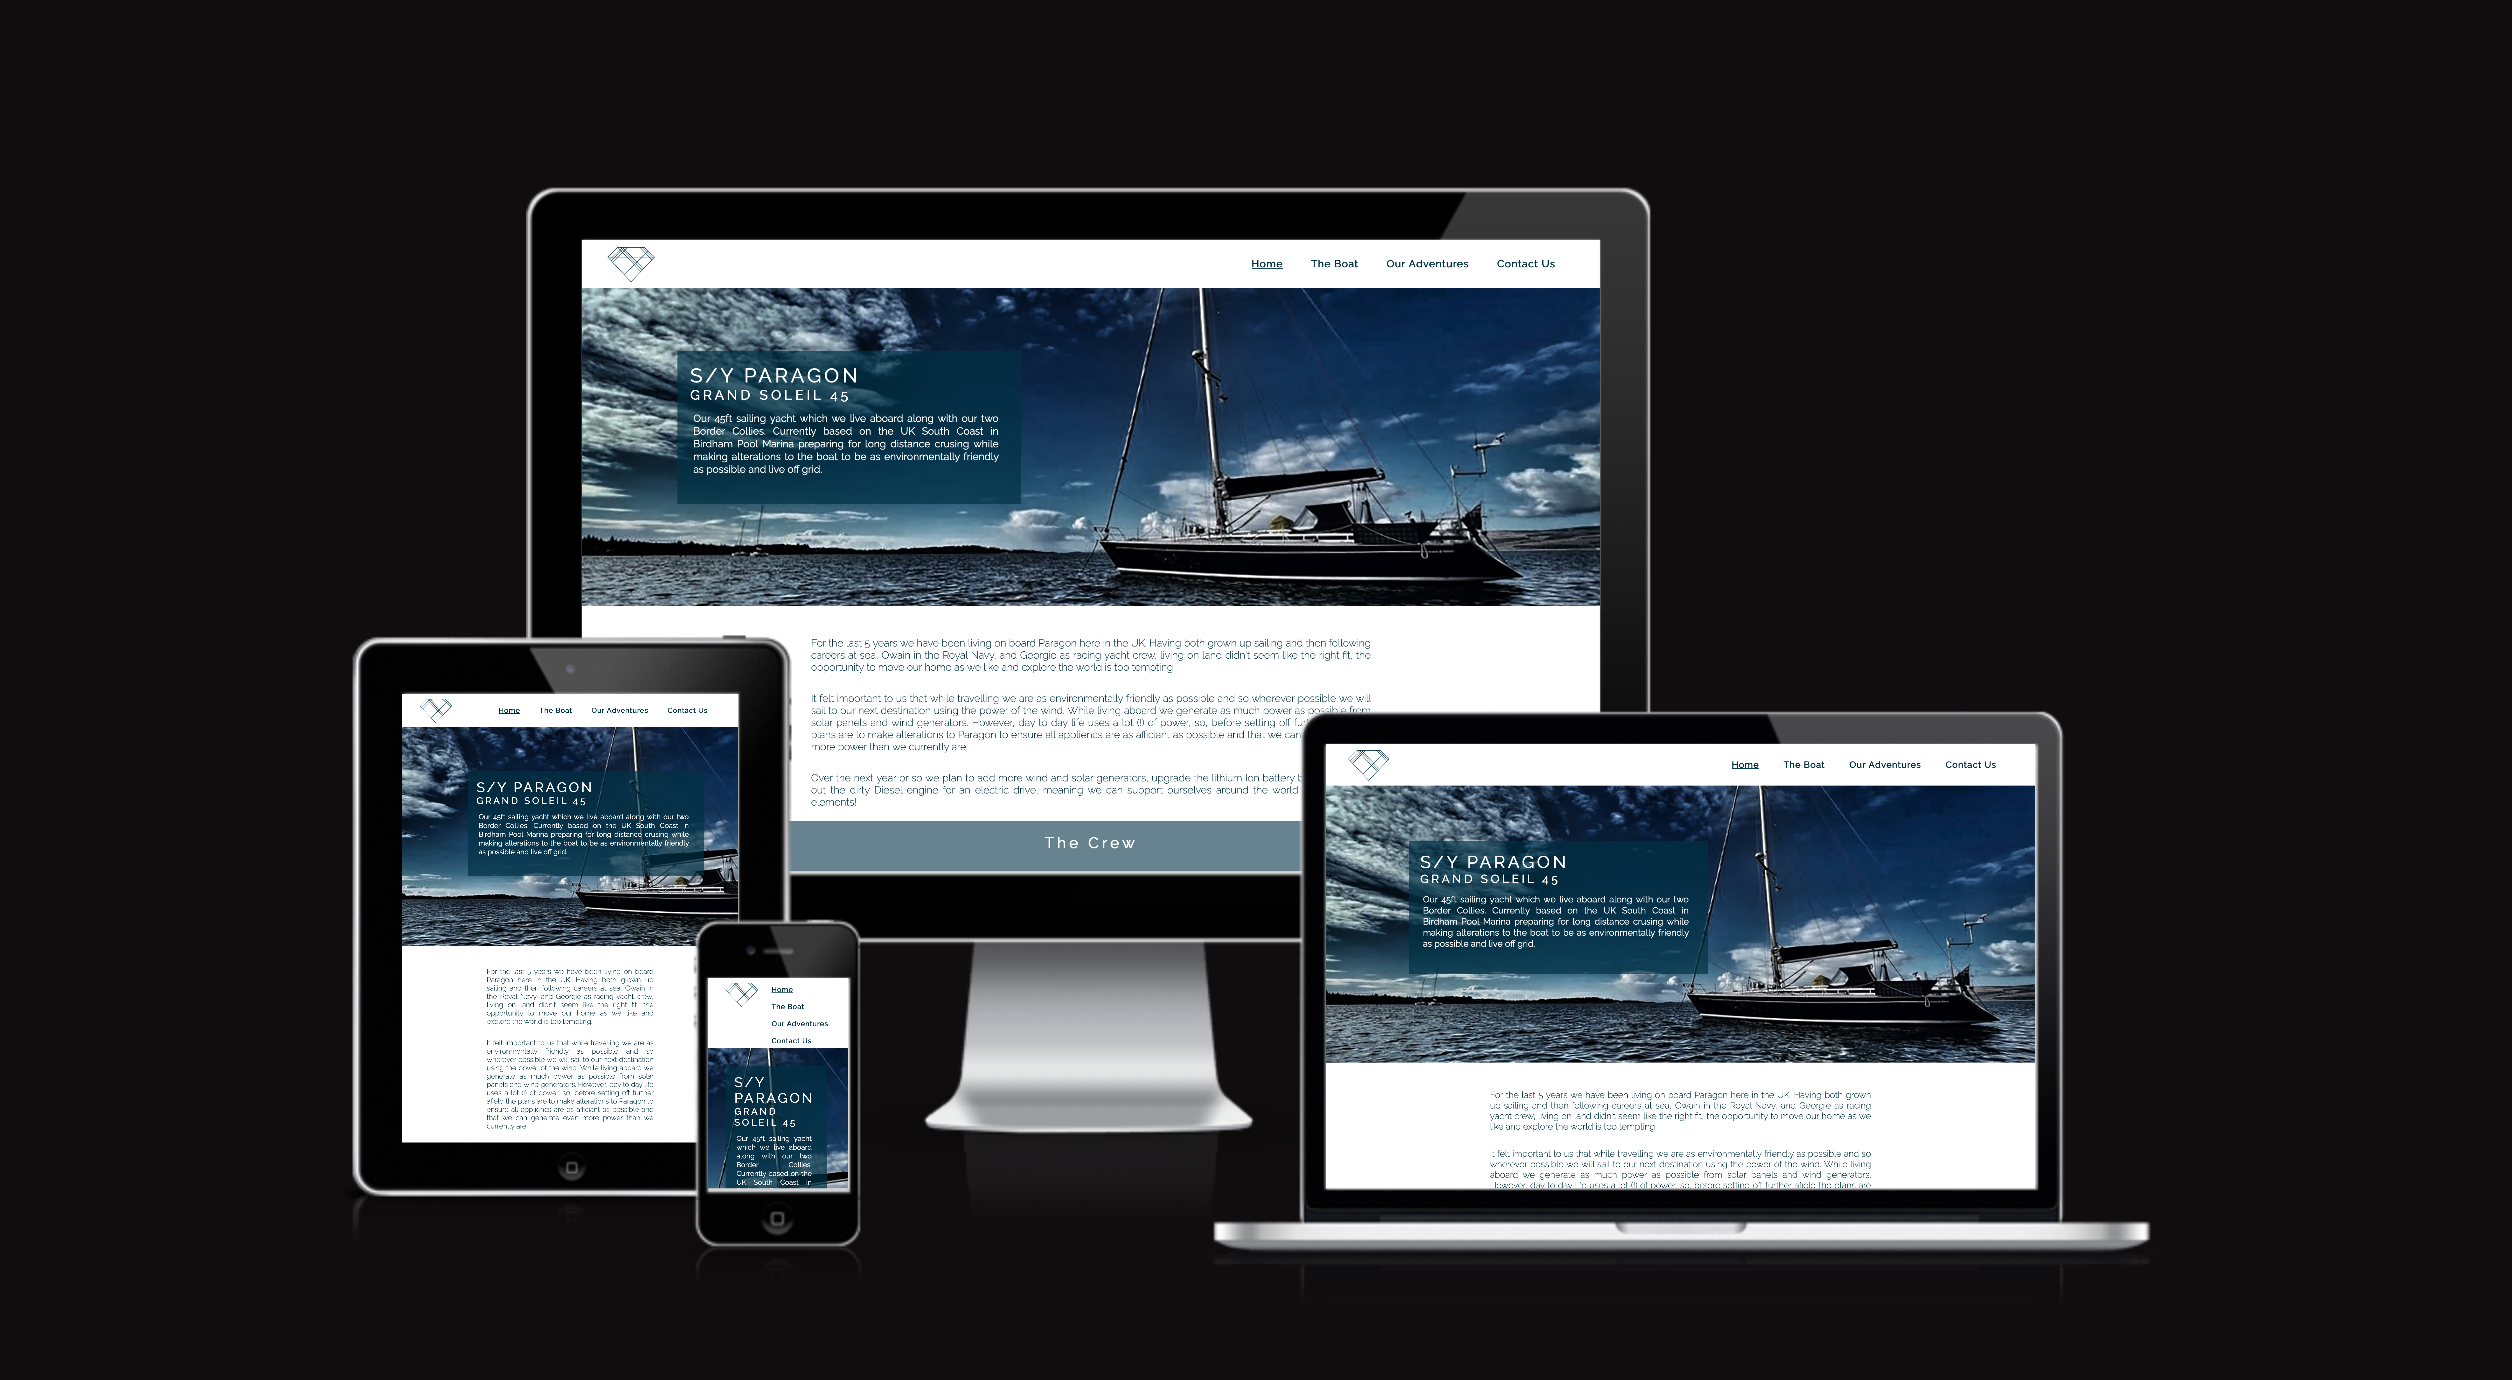 Home The Boat Our Adventures Contact Us
S/Y PARAGON
GRAND SOLEIL 45
Our 45ft sailing yacht which we live aboard along with our two
Border Collies. Currently based on the UK South Coast in
Birdham Pool Marina preparing for long distance crusing while
making alterations to the boat to be as environmentally friendly
as possible and live off grid.
For the last 5 years we have been living on board Paragon here in the UK. Having both grown up sailing and then following
careers at sea, Owain in the Royal Navy, and Georgie as racing yacht crew, living on land didn't seem like the right fit, the
opportunity to move our home as we like and explore the world is too tempting.
It felt important to us that while travelling we are as environmentally friendly as possible and so wherever possible we will
sail to our next destination using the power of the wind. While living aboard we generate as much power as possible from
solar panels and wind generators. However, day to day life uses a lot (!) of power, so, before setting off
plans are to make alterations to Paragon to ensure all appliencs are as afficiant as possible and that we can
more power than we currently are
Over the next year or so we plan to add more wind and solar generators, upgrade the lithium Ion battery
out the dirty Diesel engine for an electric drive, meaning we can support ourselves around the world
elements!
The Crew
Home The Boat Our Adventures Contact Us
S/Y PARAGON
GRAND SOLEIL 45
Our 45ft sailing yacht which we live aboard along with our two
Border Collies. Currently based on the UK South Coast in
Birdham Pool Marina preparing for long distance crusing while
making alterations to the boat to be as environmentally friendly
as possible and live off grid.
For the last 5 years we have been living on board
Paragon here in the UK. Having both grown up
sailing and then following careers at sea, Owain in
the Royal Navy, and Georgie as racing yacht crew,
living on land didn't seem like the right fit, the
opportunity to move our home as we like and
explore the world is too tempting.
It felt important to us that while travelling we are as
environmentally friendly as possible and so
wherever possible we will sail to our next destination
using the power of the wind. While living aboard we
generate as much power as possible from solar
panels and wind generators. However, day to day life
uses a lot (!) of power, so, before setting off further
afield the plans are to make alterations to Paragon to
ensure all appliencs are as afficiant as possible and
that we can generate even more power than we
currently are
Home
The Boat
Our Adventures
Contact Us
S/Y
PARAGON
GRAND
SOLEIL 45
Our 45ft sailing yacht
which we live aboard
along with our two
Border Collies.
Currently based on the
UK South Coast in
Home The Boat Our Adventures Contact Us
S/Y PARAGON
GRAND SOLEIL 45
Our 45ft sailing yacht which we live aboard along with our two
Border Collies. Currently based on the UK South Coast in
Birdham Pool Marina preparing for long distance crusing while
making alterations to the boat to be as environmentally friendly
as possible and live off grid.
For the last 5 years we have been living on board Paragon here in the UK. Having both grown
up sailing and then following careers at sea, Owain in the Royal Navy, and Georgie as racing
yacht crew, living on land didn't seem like the right fit, the opportunity to move our home as we
like and explore the world is too tempting.
It felt important to us that while travelling we are as environmentally friendly as possible and so
wherever possible we will sail to our next destination using the power of the wind. While living
aboard we generate as much power as possible from solar panels and wind generators.
However, day to day life uses a lot (!) of power, so, before setting off further afield the plans are